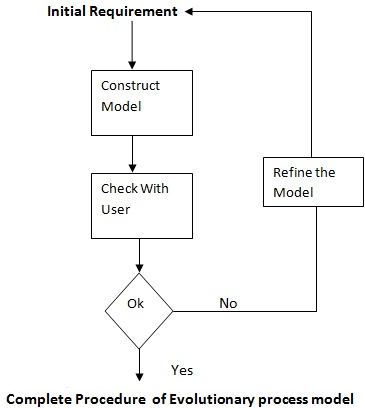 Initial Requirement
Construct
Model
Check With
User
Refine the
Model
Ok
No
Yes
Complete Procedure of Evolutionary process model